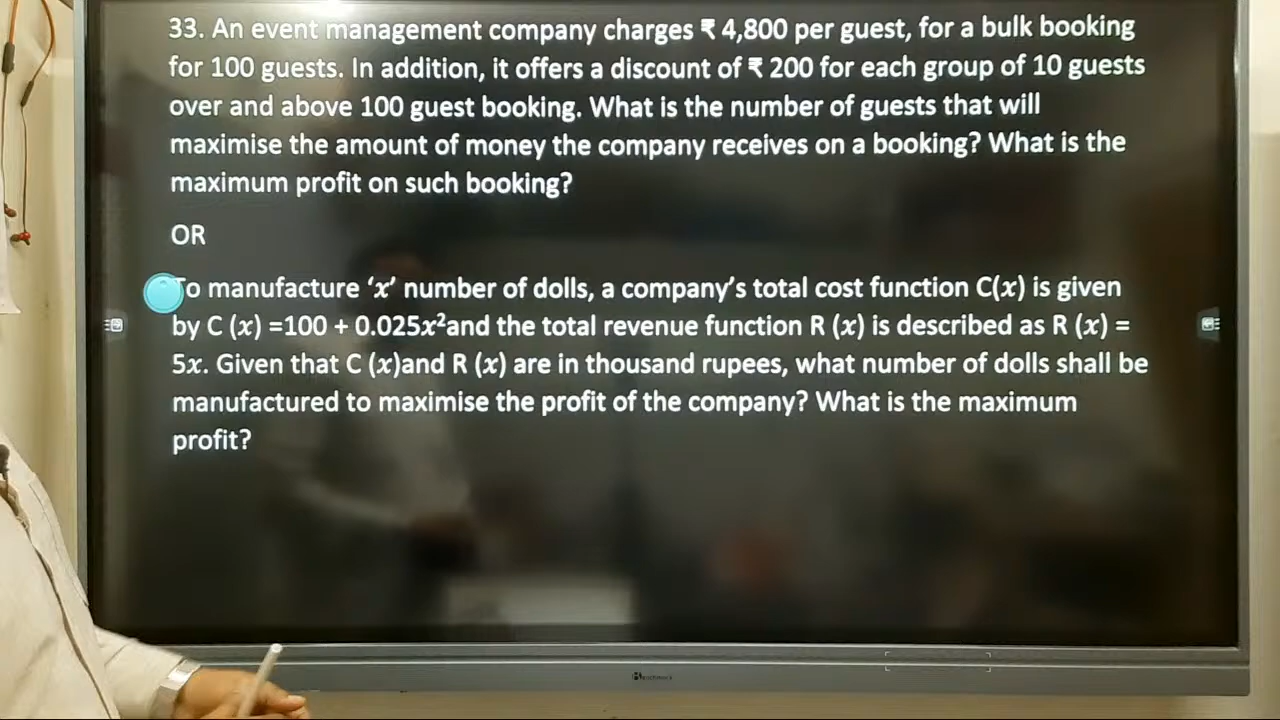 33. An event management company charges ₹ 4,800 per guest, for a bulk booking
for 100 guests. In addition, it offers a discount of ₹ 200 for each group of 10 guests
over and above 100 guest booking. What is the number of guests that will
maximise the amount of money the company receives on a booking? What is the
maximum profit on such booking?
OR
To manufacture ‘x’ number of dolls, a company’s total cost function C(x) is given
by C (x) =100 + 0.025x²and the total revenue function R (x) is described as R (x) =
5x. Given that C (x)and R (x) are in thousand rupees, what number of dolls shall be
manufactured to maximise the profit of the company? What is the maximum
profit?